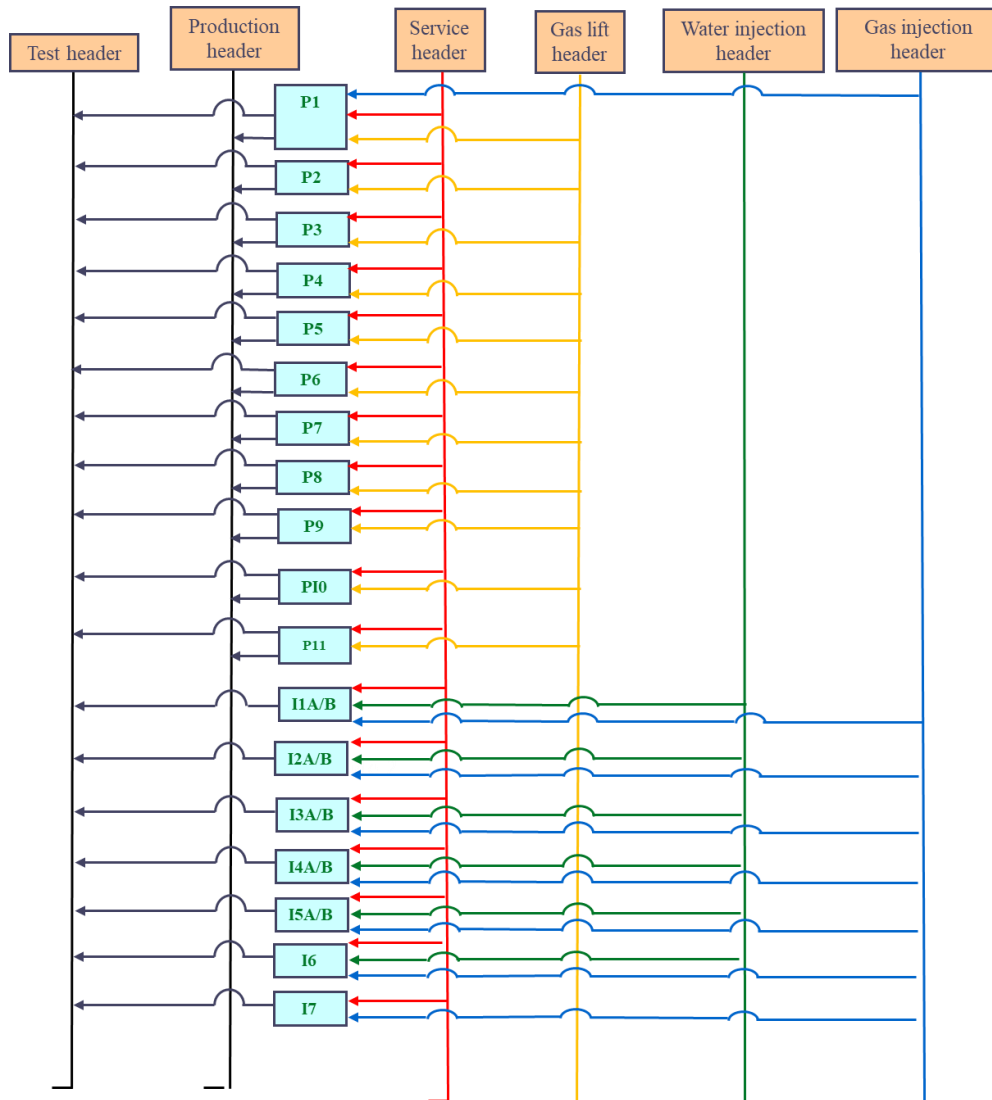 Test header
Production
header
Service
header
Gas lift
header
Water injection
header
Gas injection
header
P1
P2
P3
P4
P5
P6
P7
P8
P9
PI0
P11
I1A/B
I2A/B
I3A/B
I4A/B
I5A/B
I6
I7